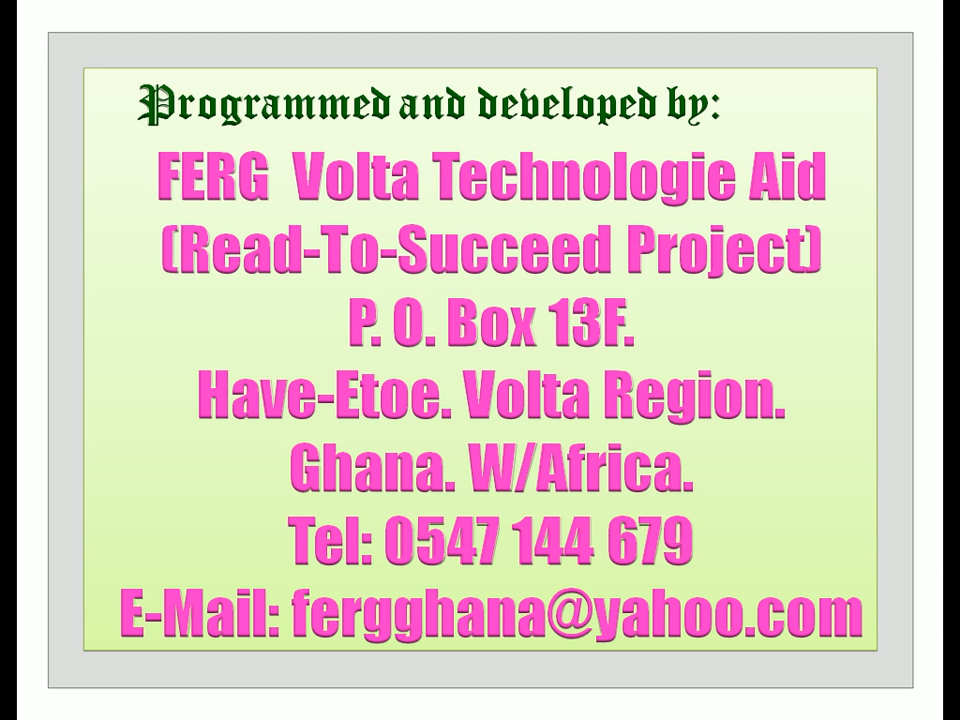 Programmed and developed by:
FERG Volta Technologie Aid
(Read-To-Succeed Project)
P. O. Box 13F.
Have-Etoe. Volta Region.
Ghana. W/Africa.
Tel: 0547 144 679
E-Mail: fergghana@yahoo.com